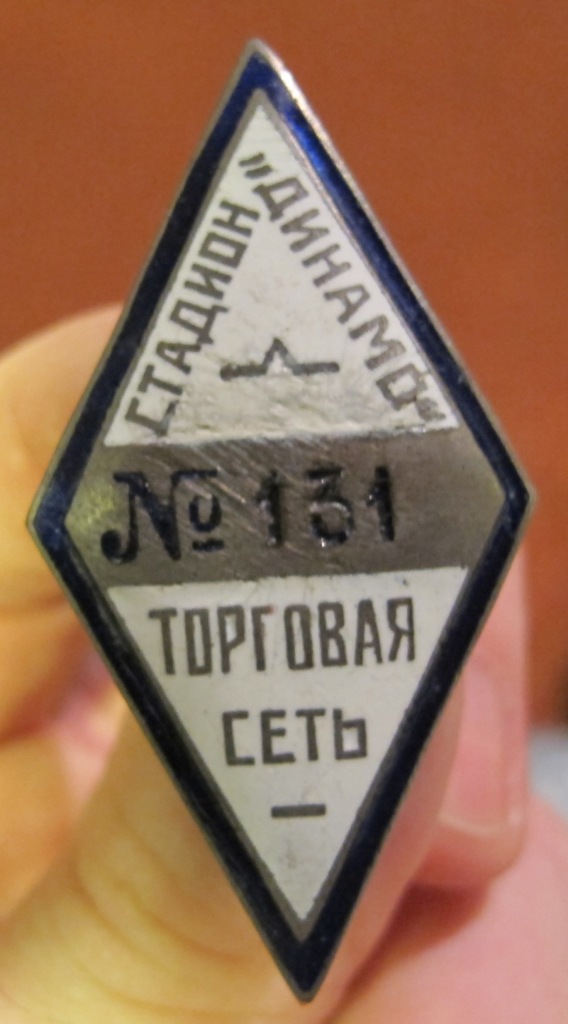 СТАДИОН
"ДИНАМО"
№ 131
ТОРГОВАЯ
СЕТЬ